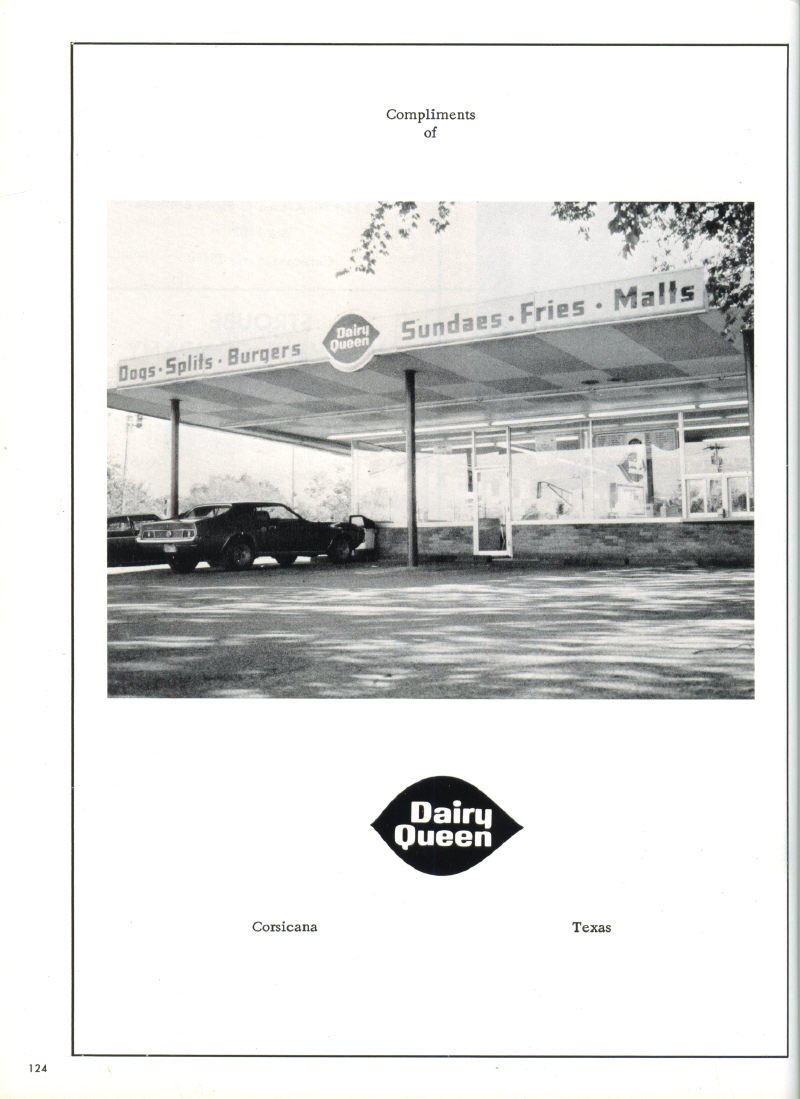 Compliments
of
Dogs · Splits · Burgers
Dairy
Queen
Sundaes · Fries · Malts
Dairy
Queen
Corsicana Texas
124